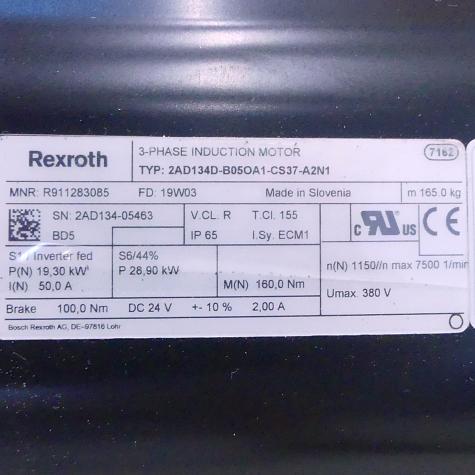 Rexroth
3-PHASE INDUCTION MOTOR
7162
TYP: 2AD134D-B05OA1-CS37-A2N1
MNR: R911283085 FD: 19W03 Made in Slovenia m 165.0 kg
SN: 2AD134-05463 V.CL. R T.Cl. 155
BD5 IP 65 I.Sy. ECM1
c RU US CE
S1 Inverter fed S6/44%
P(N) 19,30 kW P 28,90 kW n(N) 1150//n max 7500 1/min
I(N) 50,0 A M(N) 160,0 Nm Umax. 380 V
Brake 100,0 Nm DC 24 V +- 10 % 2,00 A
Bosch Rexroth AG, DE-97816 Lohr